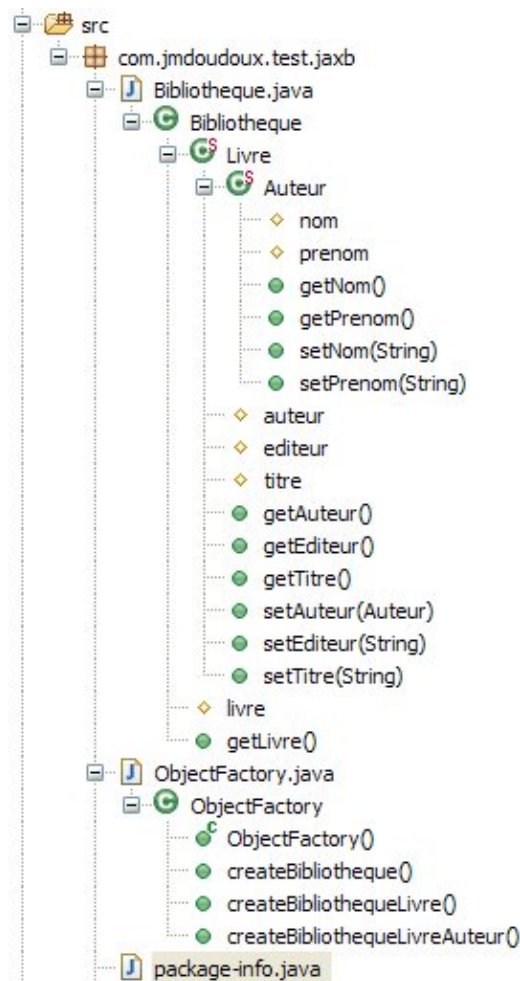 src
com.jmdoudoux.test.jaxb
Bibliotheque.java
Bibliotheque
Livre
Auteur
nom
prenom
getNom()
getPrenom()
setNom(String)
setPrenom(String)
auteur
editeur
titre
getAuteur()
getEditeur()
getTitre()
setAuteur(Auteur)
setEditeur(String)
setTitre(String)
livre
getLivre()
ObjectFactory.java
ObjectFactory
ObjectFactory()
createBibliotheque()
createBibliothequeLivre()
createBibliothequeLivreAuteur()
package-info.java